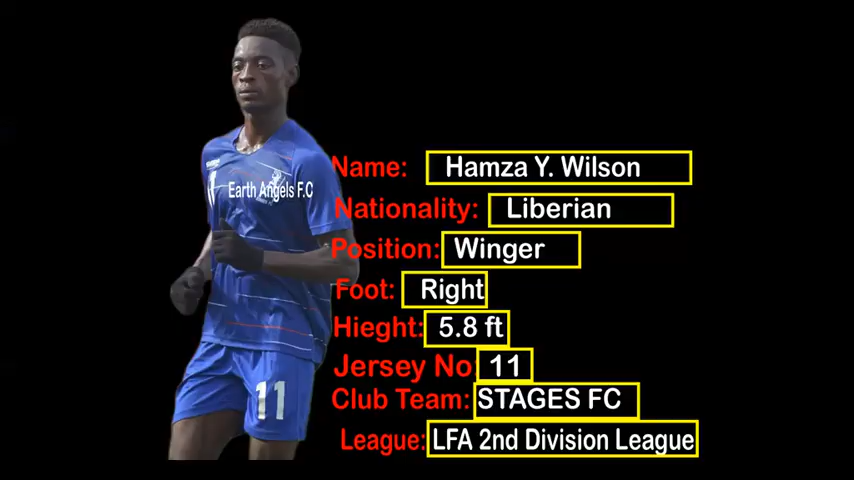 Name: Hamza Y. Wilson
Earth Angels F.C
Nationality: Liberian
Position: Winger
Foot: Right
Hieght: 5.8 ft
Jersey No: 11
11
Club Team: STAGES FC
League: LFA 2nd Division League